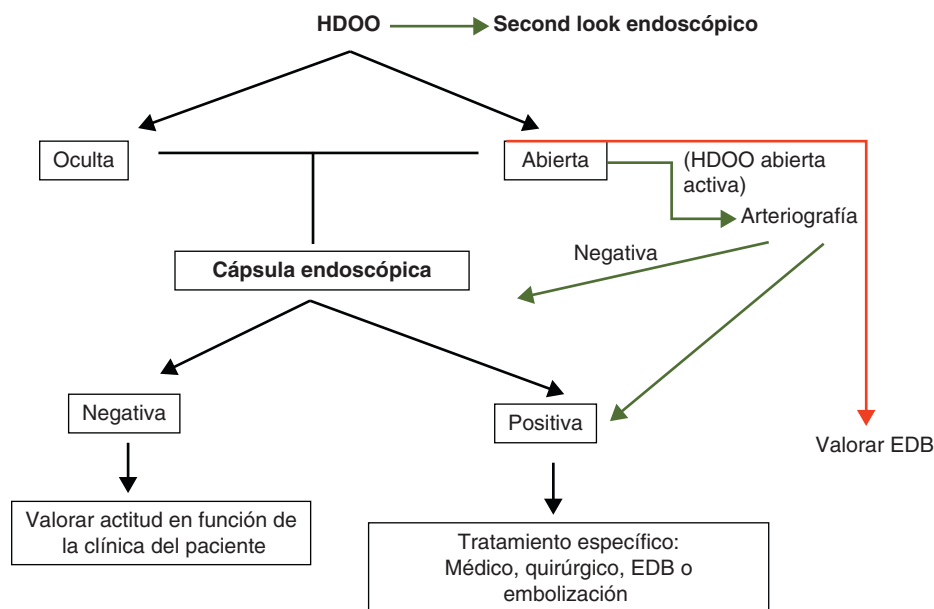 HDOO
Second look endoscópico
Oculta
Abierta
(HDOO abierta
activa)
Arteriografía
Negativa
Cápsula endoscópica
Negativa
Positiva
Valorar EDB
Valorar actitud en función de
la clínica del paciente
Tratamiento específico:
Médico, quirúrgico, EDB o
embolización